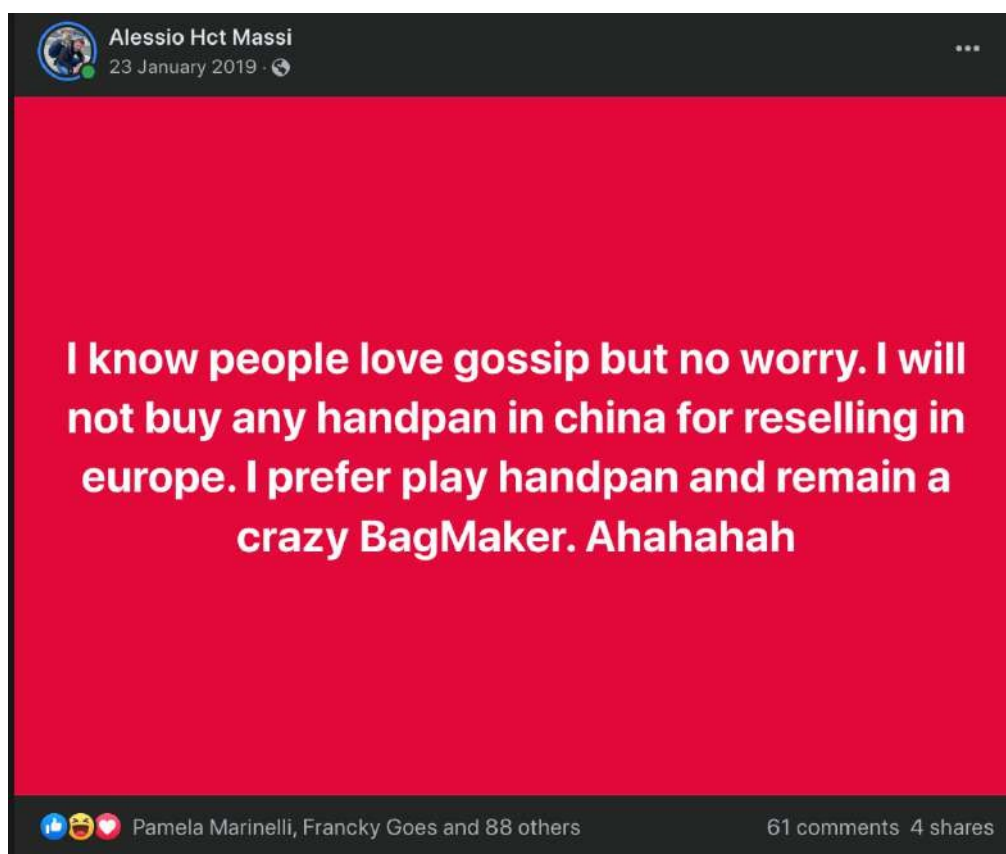 Alessio Hct Massi
23 January 2019 ·
I know people love gossip but no worry. I will
not buy any handpan in china for reselling in
europe. I prefer play handpan and remain a
crazy BagMaker. Ahahahah
Pamela Marinelli, Francky Goes and 88 others
61 comments 4 shares